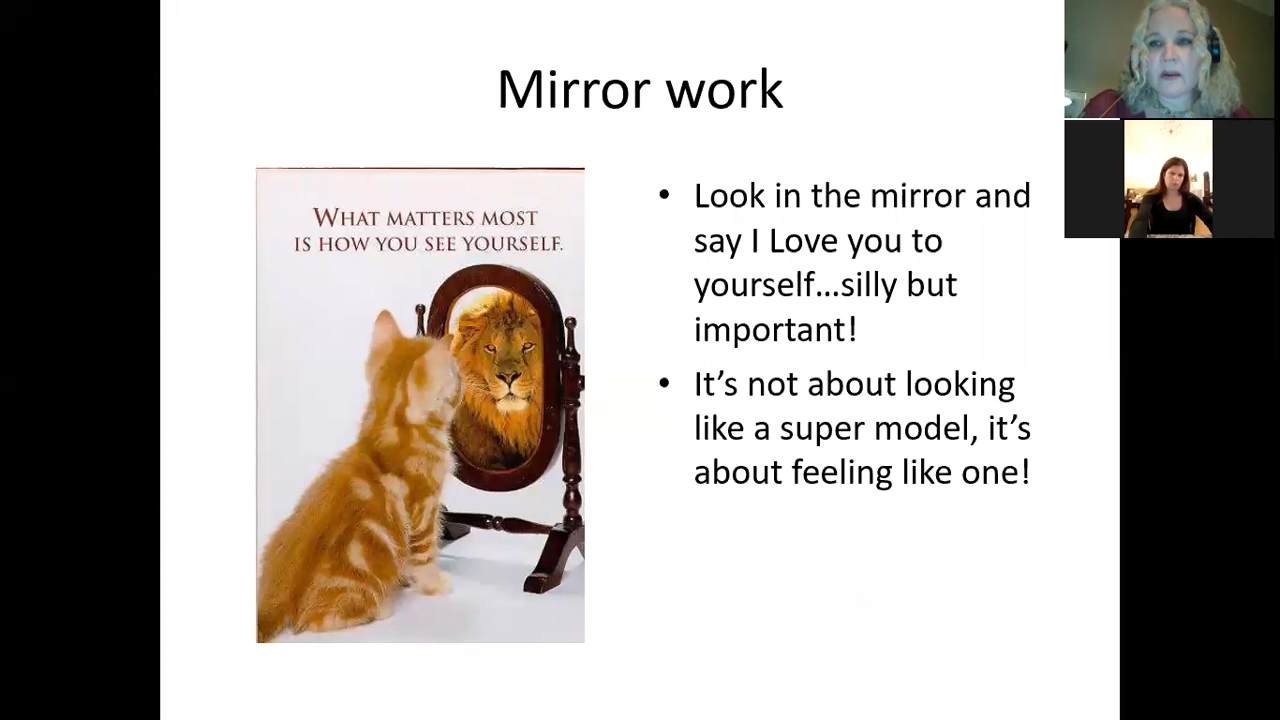 Mirror work
WHAT MATTERS MOST
IS HOW YOU SEE YOURSELF.
• Look in the mirror and
say I Love you to
yourself…silly but
important!
• It’s not about looking
like a super model, it’s
about feeling like one!